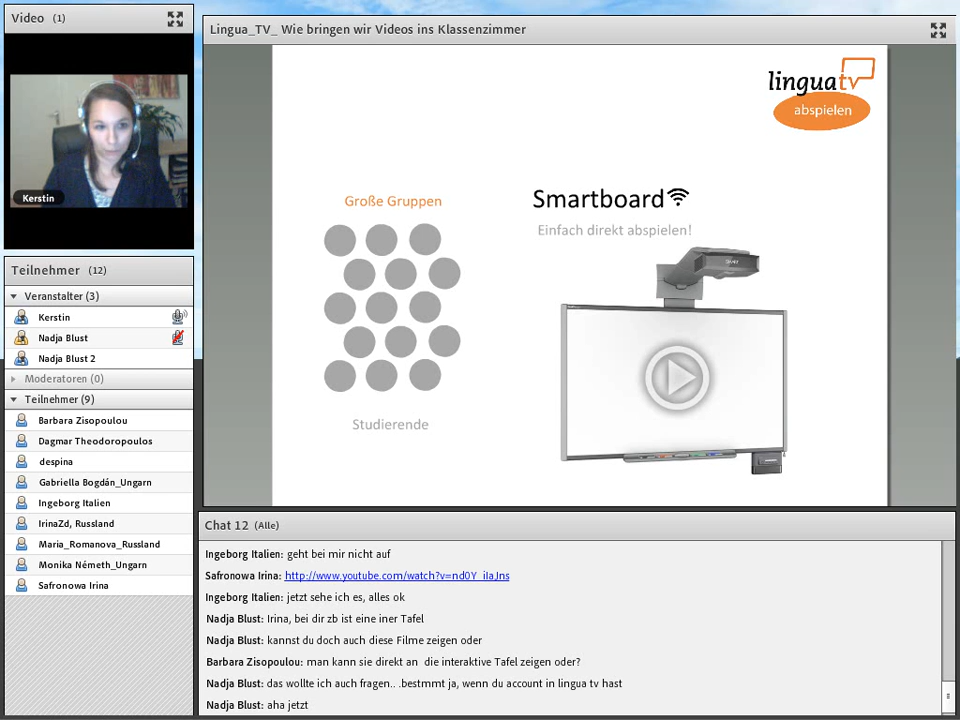 Video (1)
Kerstin
Teilnehmer (12)
Veranstalter (3)
Kerstin
Nadja Blust
Nadja Blust 2
Moderatoren (0)
Teilnehmer (9)
Barbara Zisopoulou
Dagmar Theodoropoulos
despina
Gabriella Bogdán_Ungarn
Ingeborg Italien
IrinaZd, Russland
Maria_Romanova_Russland
Monika Németh_Ungarn
Safronowa Irina
Lingua_TV_ Wie bringen wir Videos ins Klassenzimmer
linguatv
abspielen
Große Gruppen
Studierende
Smartboard
Einfach direkt abspielen!
Chat 12 (Alle)
Ingeborg Italien: geht bei mir nicht auf
Safronowa Irina: http://www.youtube.com/watch?v=nd0Y_iIaJns
Ingeborg Italien: jetzt sehe ich es, alles ok
Nadja Blust: Irina, bei dir zb ist eine iner Tafel
Nadja Blust: kannst du doch auch diese Filme zeigen oder
Barbara Zisopoulou: man kann sie direkt an die interaktive Tafel zeigen oder?
Nadja Blust: das wollte ich auch fragen.. .bestmmt ja, wenn du account in lingua tv hast
Nadja Blust: aha jetzt